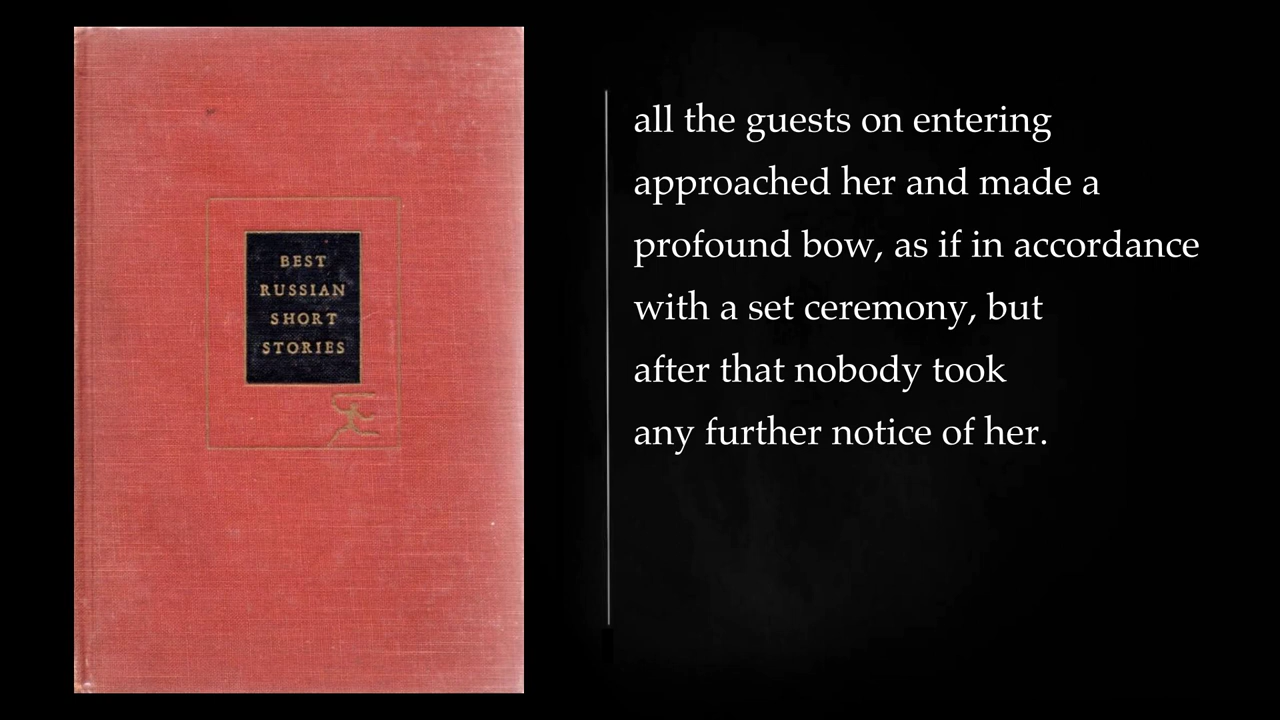 BEST
RUSSIAN
SHORT
STORIES
all the guests on entering
approached her and made a
profound bow, as if in accordance
with a set ceremony, but
after that nobody took
any further notice of her.